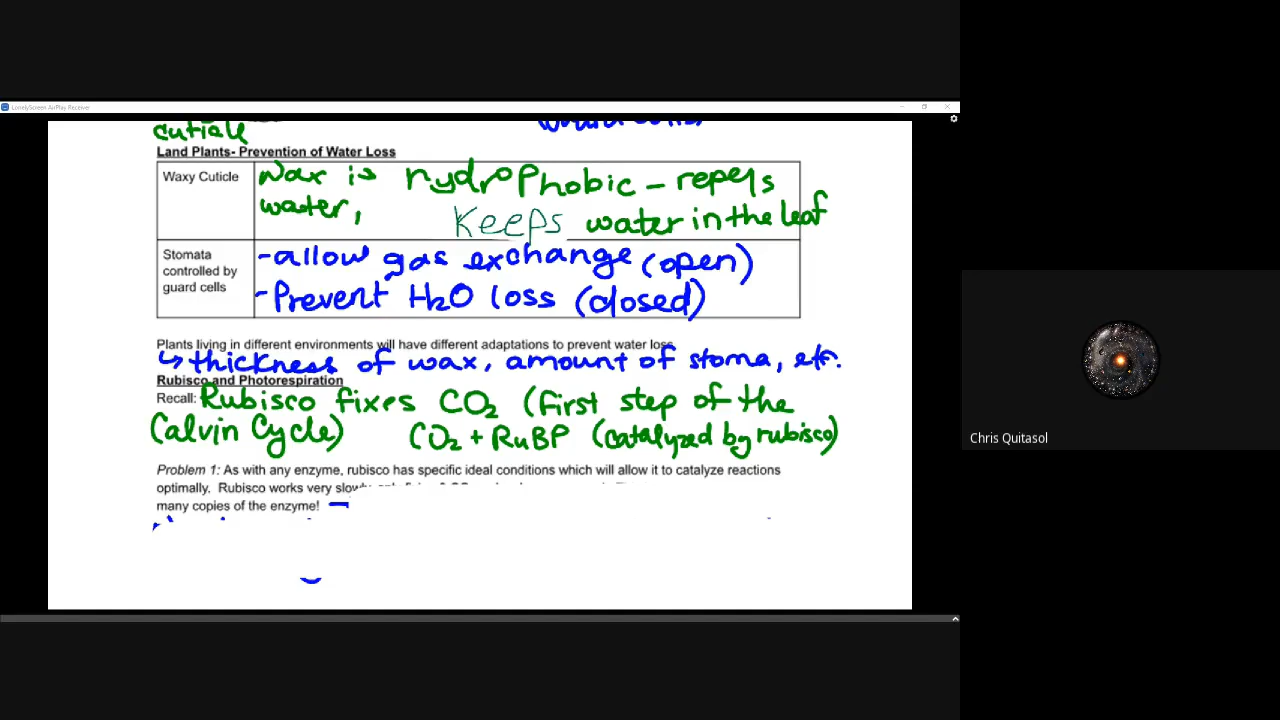 LonelyScreen AirPlay Receiver
cuticle
Land Plants- Prevention of Water Loss
Waxy Cuticle
Wax is hydrophobic – repels
water, Keeps water in the leaf
Stomata
controlled by
guard cells
- allow gas exchange (open)
- Prevent H₂O loss (closed)
Plants living in different environments will have different adaptations to prevent water loss
↳ thickness of wax, amount of stoma, etc.
Rubisco and Photorespiration
Recall: Rubisco fixes CO₂ (first step of the
Calvin Cycle) CO₂ + RuBP (catalyzed by rubisco)
Problem 1: As with any enzyme, rubisco has specific ideal conditions which will allow it to catalyze reactions
optimally. Rubisco works very slowly
many copies of the enzyme! –
Chris Quitasol